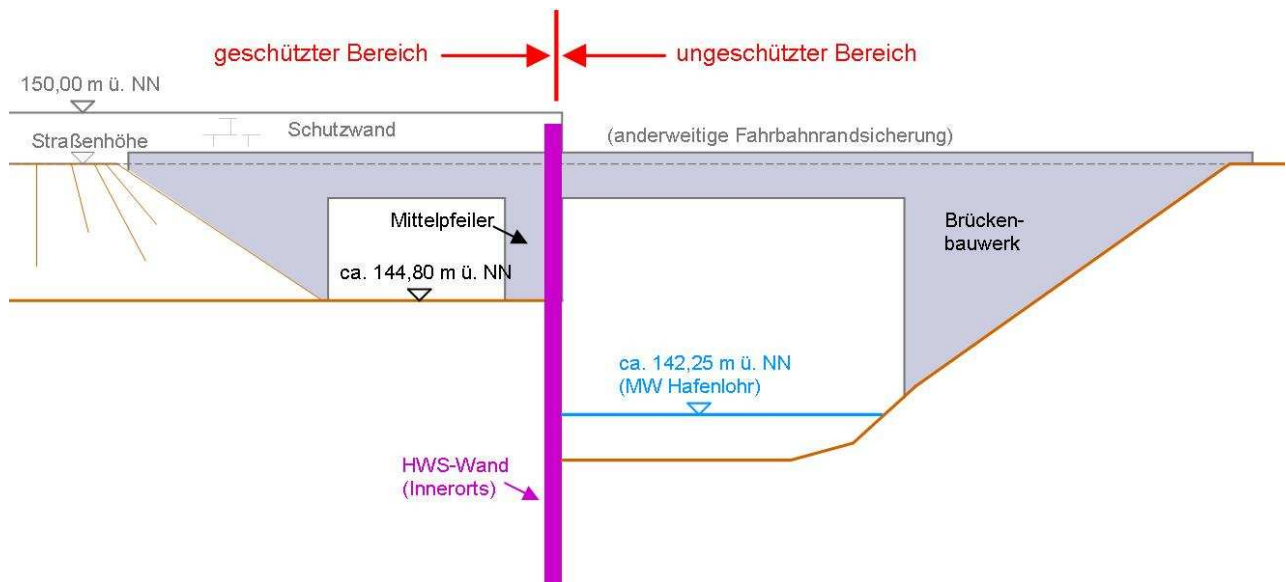 geschützter Bereich
ungeschützter Bereich
150,00 m ü. NN
Schutzwand
(anderweitige Fahrbahnrandsicherung)
Straßenhöhe
Mittelpfeiler
Brücken-
bauwerk
ca. 144,80 m ü. NN
ca. 142,25 m ü. NN
(MW Hafenlohr)
HWS-Wand
(Innerorts)